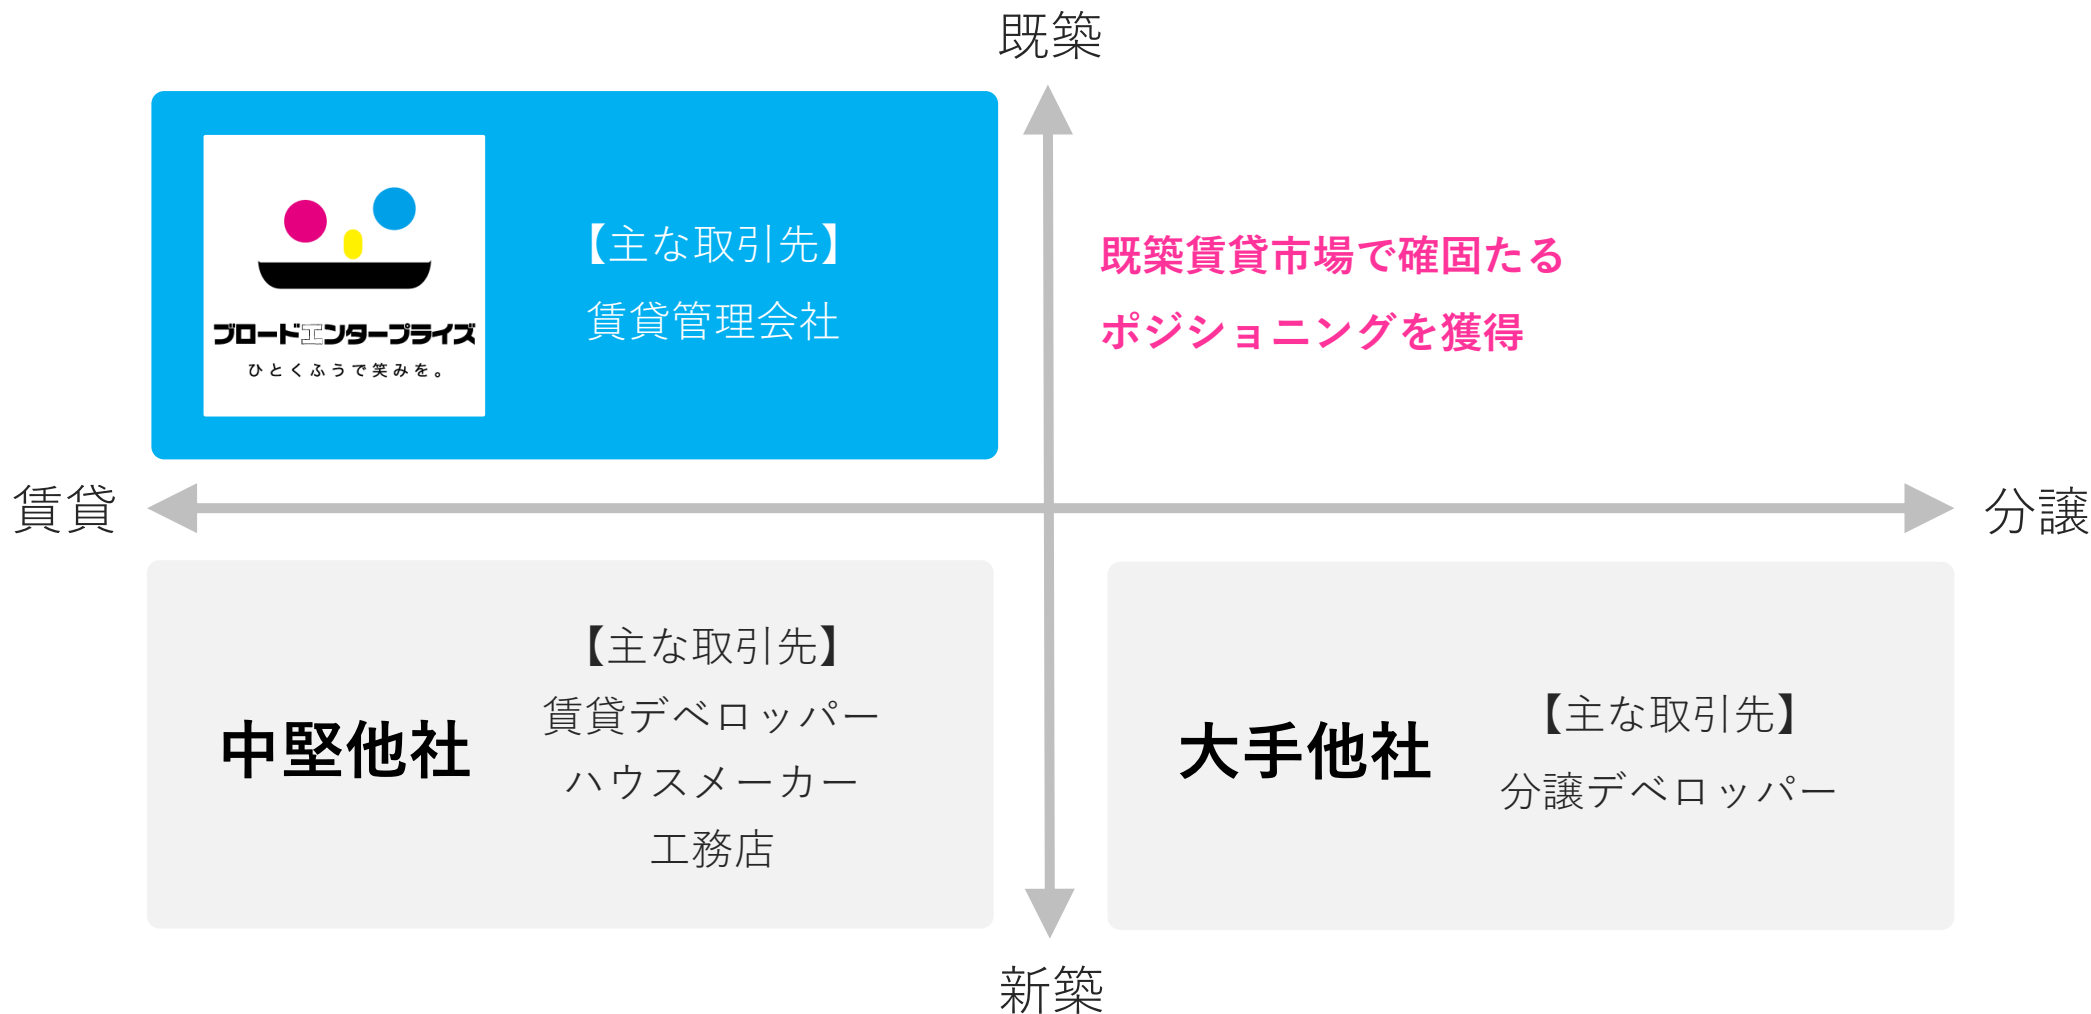 既築
ブロードエンタープライズ
ひとくふうで笑みを。
【主な取引先】
賃貸管理会社
既築賃貸市場で確固たる
ポジショニングを獲得
賃貸
分譲
中堅他社
【主な取引先】
賃貸デベロッパー
ハウスメーカー
工務店
大手他社
【主な取引先】
分譲デベロッパー
新築